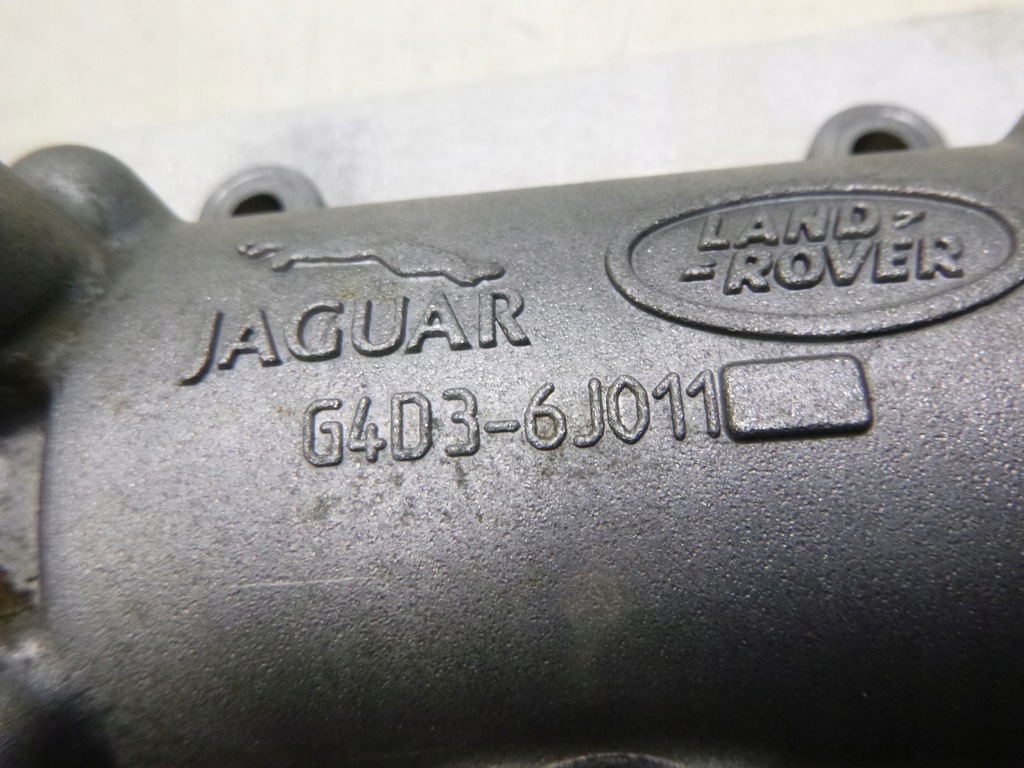 JAGUAR
LAND-
-ROVER
G4D3-6J011